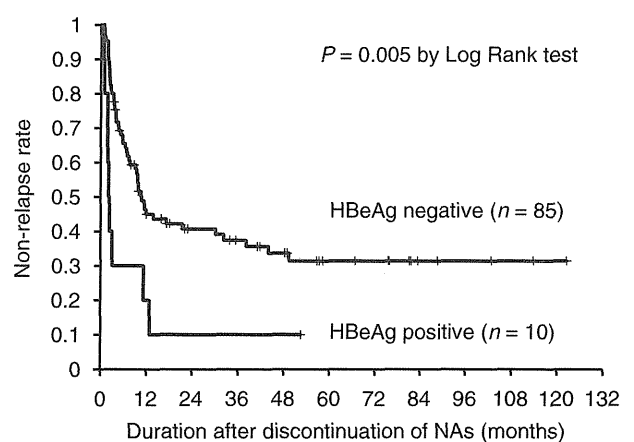 Non-relapse rate
1
0.9
0.8
0.7
0.6
0.5
0.4
0.3
0.2
0.1
0
P = 0.005 by Log Rank test
HBeAg negative (n = 85)
HBeAg positive (n = 10)
0 12 24 36 48 60 72 84 96 108 120 132
Duration after discontinuation of NAs (months)